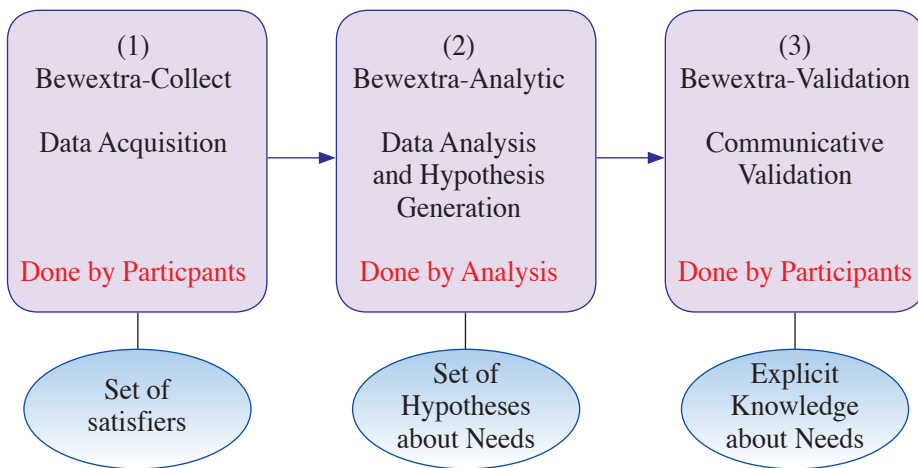 (1)
Bewextra-Collect
Data Acquisition
Done by Particpants
(2)
Bewextra-Analytic
Data Analysis
and Hypothesis
Generation
Done by Analysis
(3)
Bewextra-Validation
Communicative
Validation
Done by Participants
Set of
satisfiers
Set of
Hypotheses
about Needs
Explicit
Knowledge
about Needs